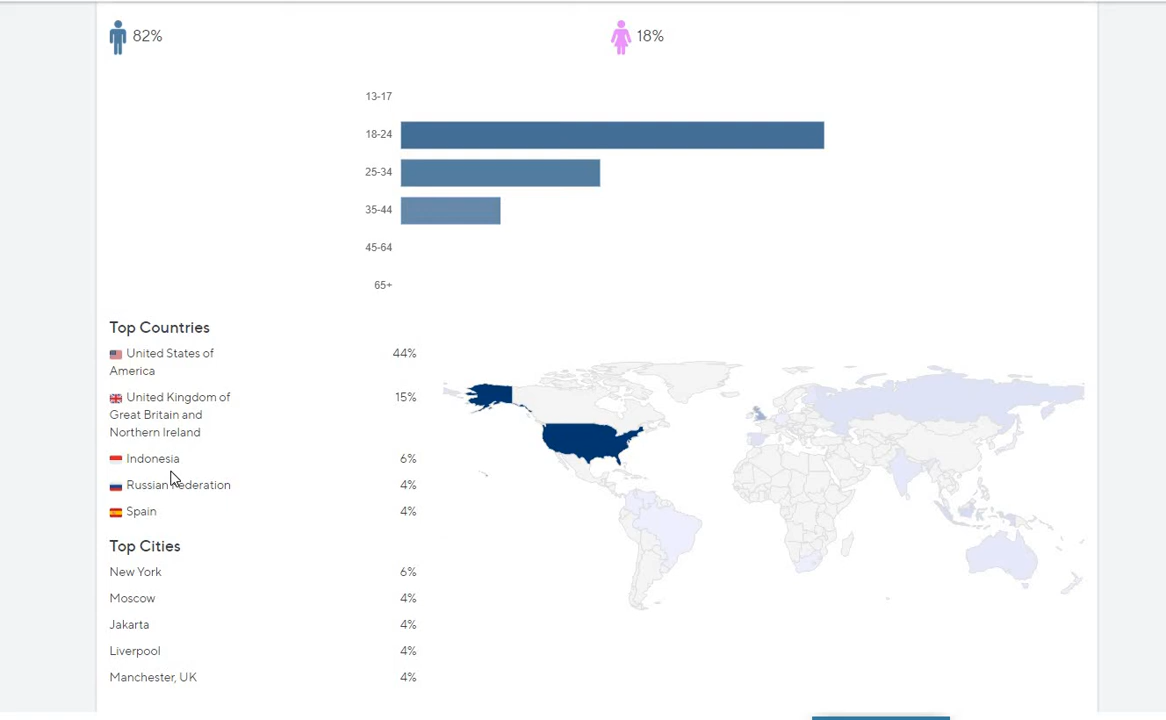 82%
18%
13-17
18-24
25-34
35-44
45-64
65+
Top Countries
United States of
America
44%
United Kingdom of
Great Britain and
Northern Ireland
15%
Indonesia
6%
Russian Federation
4%
Spain
4%
Top Cities
New York
6%
Moscow
4%
Jakarta
4%
Liverpool
4%
Manchester, UK
4%